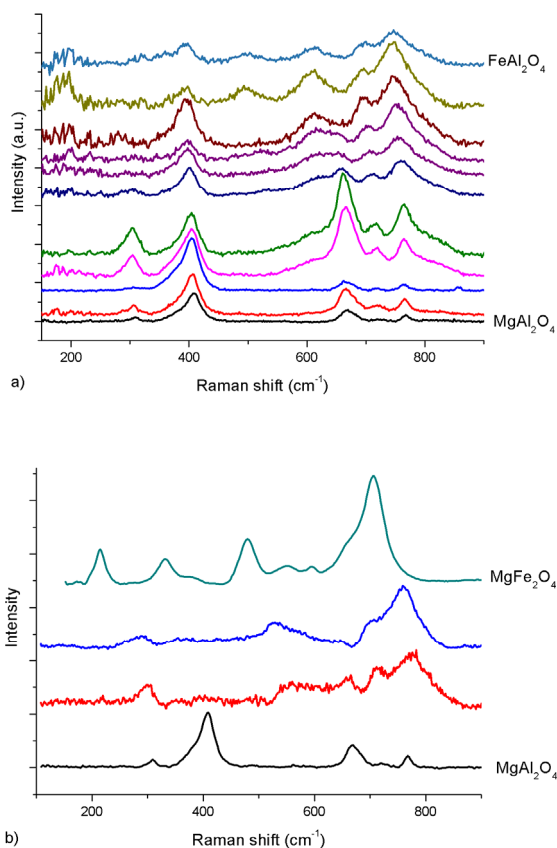 FeAl₂O₄
Intensity (a.u.)
MgAl₂O₄
200 400 600 800
Raman shift (cm⁻¹)
a)
MgFe₂O₄
Intensity
MgAl₂O₄
200 400 600 800
Raman shift (cm⁻¹)
b)